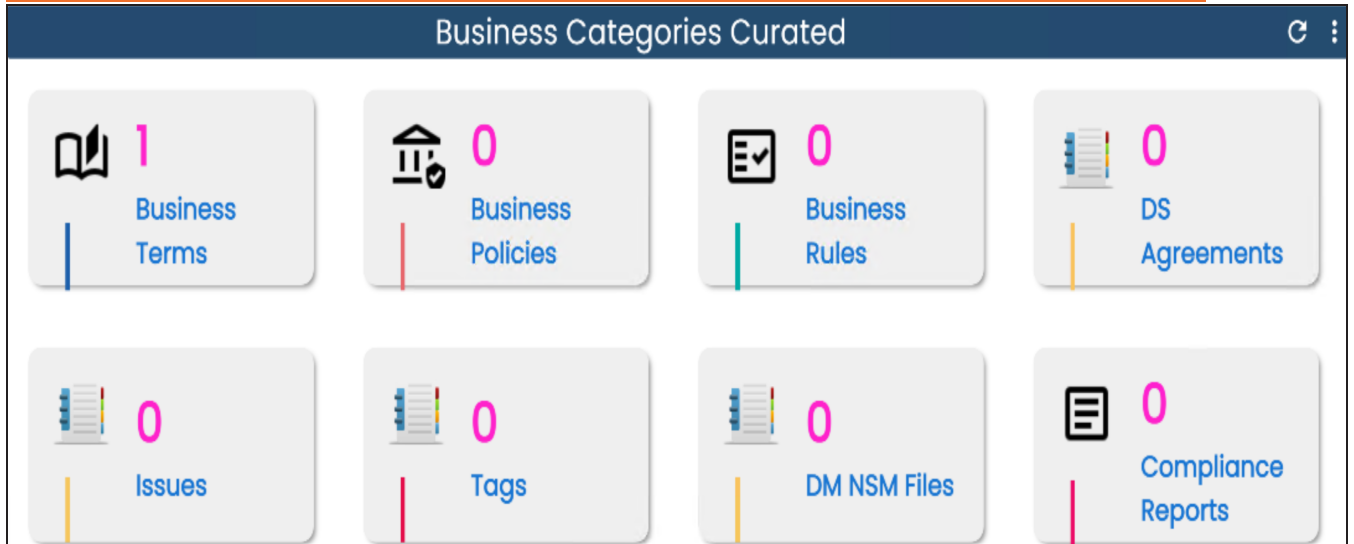 Business Categories Curated
1
Business
Terms
0
Business
Policies
0
Business
Rules
0
DS
Agreements
0
Issues
0
Tags
0
DM NSM Files
0
Compliance
Reports